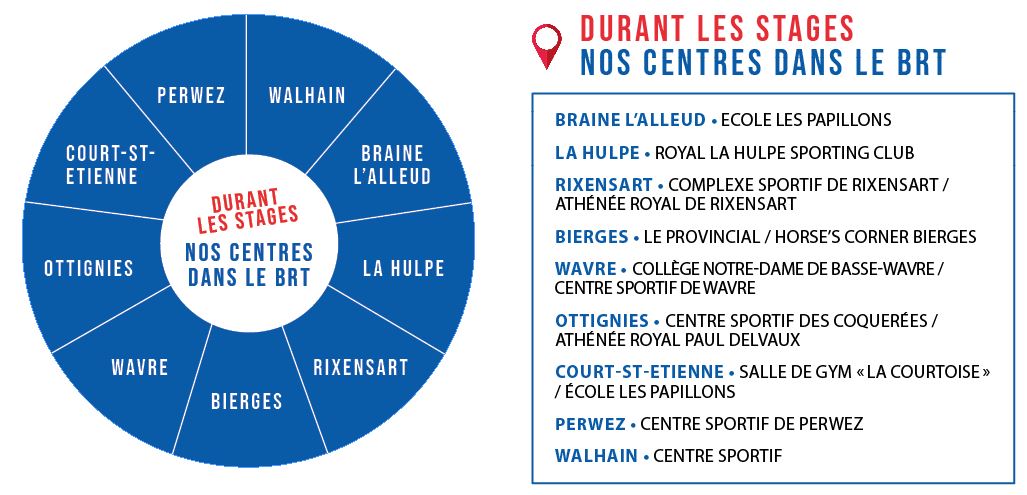 PERWEZ
WALHAIN
BRAINE
L'ALLEUD
LA HULPE
RIXENSART
BIERGES
WAVRE
OTTIGNIES
COURT-ST-
ETIENNE
DURANT
LES STAGES
NOS CENTRES
DANS LE BRT
DURANT LES STAGES
NOS CENTRES DANS LE BRT
BRAINE L'ALLEUD • ECOLE LES PAPILLONS
LA HULPE • ROYAL LA HULPE SPORTING CLUB
RIXENSART • COMPLEXE SPORTIF DE RIXENSART /
ATHÉNÉE ROYAL DE RIXENSART
BIERGES • LE PROVINCIAL / HORSE'S CORNER BIERGES
WAVRE • COLLÈGE NOTRE-DAME DE BASSE-WAVRE /
CENTRE SPORTIF DE WAVRE
OTTIGNIES • CENTRE SPORTIF DES COQUERÉES /
ATHÉNÉE ROYAL PAUL DELVAUX
COURT-ST-ETIENNE • SALLE DE GYM « LA COURTOISE »
/ ÉCOLE LES PAPILLONS
PERWEZ • CENTRE SPORTIF DE PERWEZ
WALHAIN • CENTRE SPORTIF